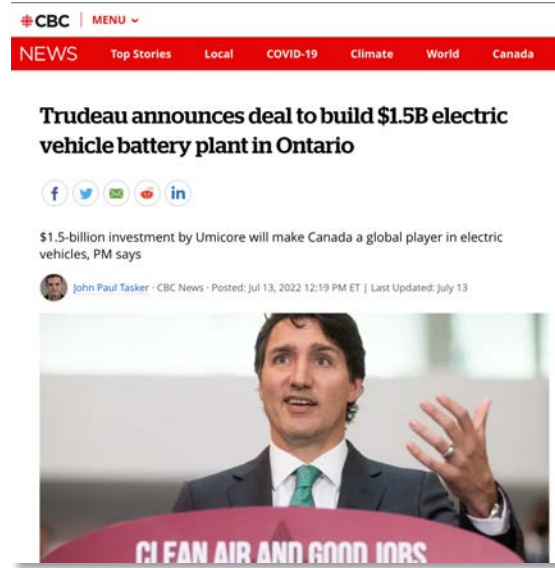 CBC MENU
NEWS Top Stories Local COVID-19 Climate World Canada
Trudeau announces deal to build $1.5B electric
vehicle battery plant in Ontario
$1.5-billion investment by Umicore will make Canada a global player in electric
vehicles, PM says
John Paul Tasker · CBC News · Posted: Jul 13, 2022 12:19 PM ET | Last Updated: July 13
CLEAN AIR AND GOOD JOBS